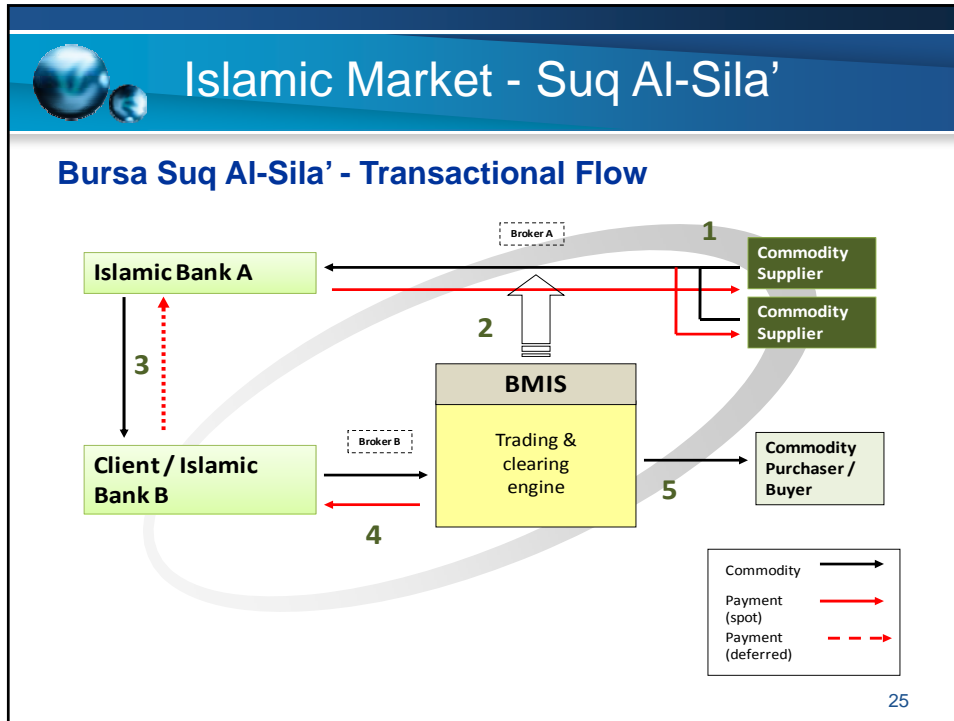 Islamic Market - Suq Al-Sila’
Bursa Suq Al-Sila’ - Transactional Flow
Broker A
1
Islamic Bank A
Commodity
Supplier
Commodity
Supplier
2
3
BMIS
Trading &
clearing
engine
Broker B
Client / Islamic
Bank B
4
5
Commodity
Purchaser /
Buyer
Commodity
Payment
(spot)
Payment
(deferred)
25